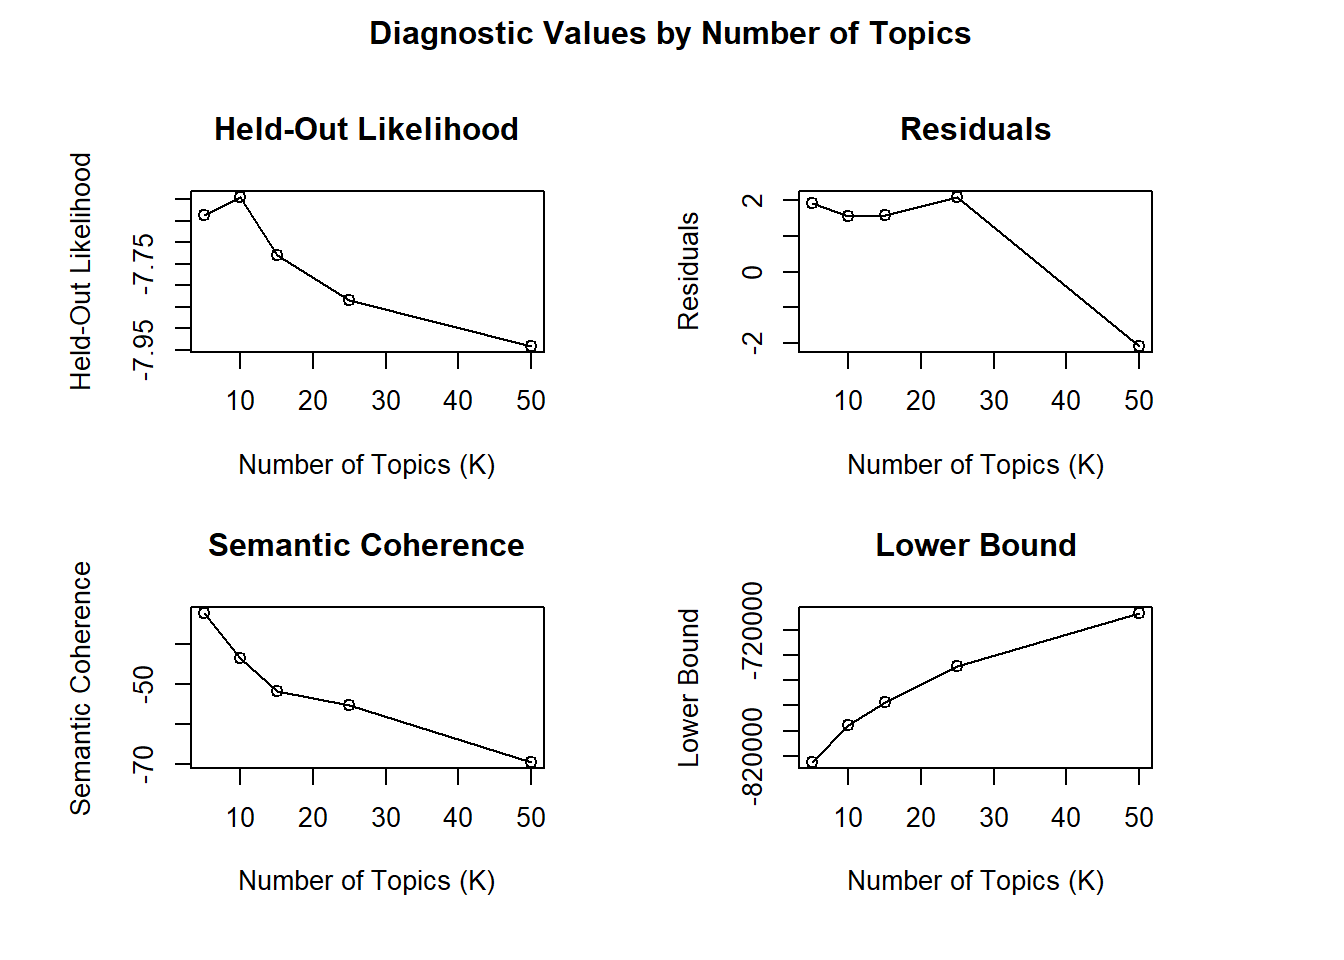 Diagnostic Values by Number of Topics
Held-Out Likelihood
Held-Out Likelihood
-7.75
-7.95
10 20 30 40 50
Number of Topics (K)
Residuals
Residuals
2
0
-2
10 20 30 40 50
Number of Topics (K)
Semantic Coherence
Semantic Coherence
-50
-70
10 20 30 40 50
Number of Topics (K)
Lower Bound
Lower Bound
-720000
-820000
10 20 30 40 50
Number of Topics (K)